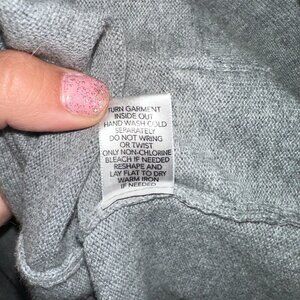 TURN GARMENT
INSIDE OUT
HAND WASH COLD
SEPARATELY
DO NOT WRING
OR TWIST
ONLY NON-CHLORINE
BLEACH IF NEEDED
RESHAPE AND
LAY FLAT TO DRY
WARM IRON
IF NEEDED